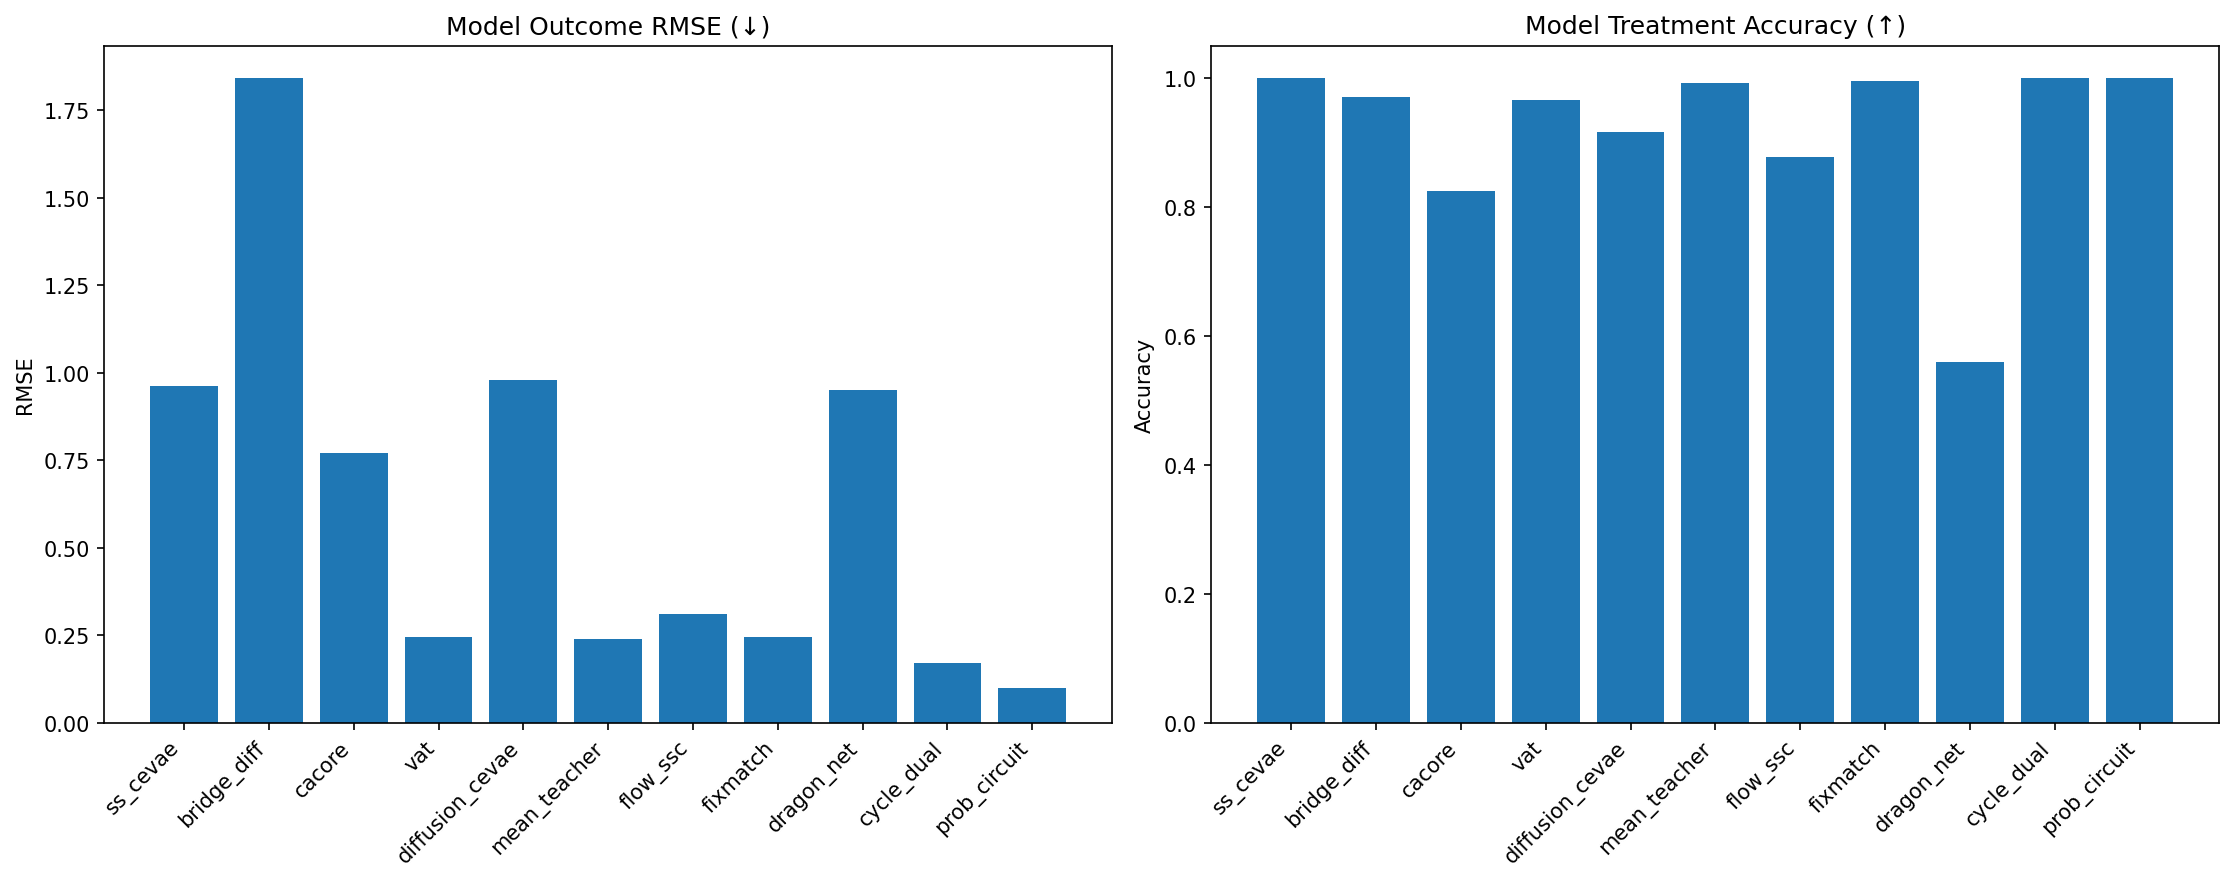 Model Outcome RMSE (↓)
RMSE
1.75
1.50
1.25
1.00
0.75
0.50
0.25
0.00
ss_cevae
bridge_diff
cacore
vat
diffusion_cevae
mean_teacher
flow_ssc
fixmatch
dragon_net
cycle_dual
prob_circuit
Model Treatment Accuracy (↑)
Accuracy
1.0
0.8
0.6
0.4
0.2
0.0
ss_cevae
bridge_diff
cacore
vat
diffusion_cevae
mean_teacher
flow_ssc
fixmatch
dragon_net
cycle_dual
prob_circuit